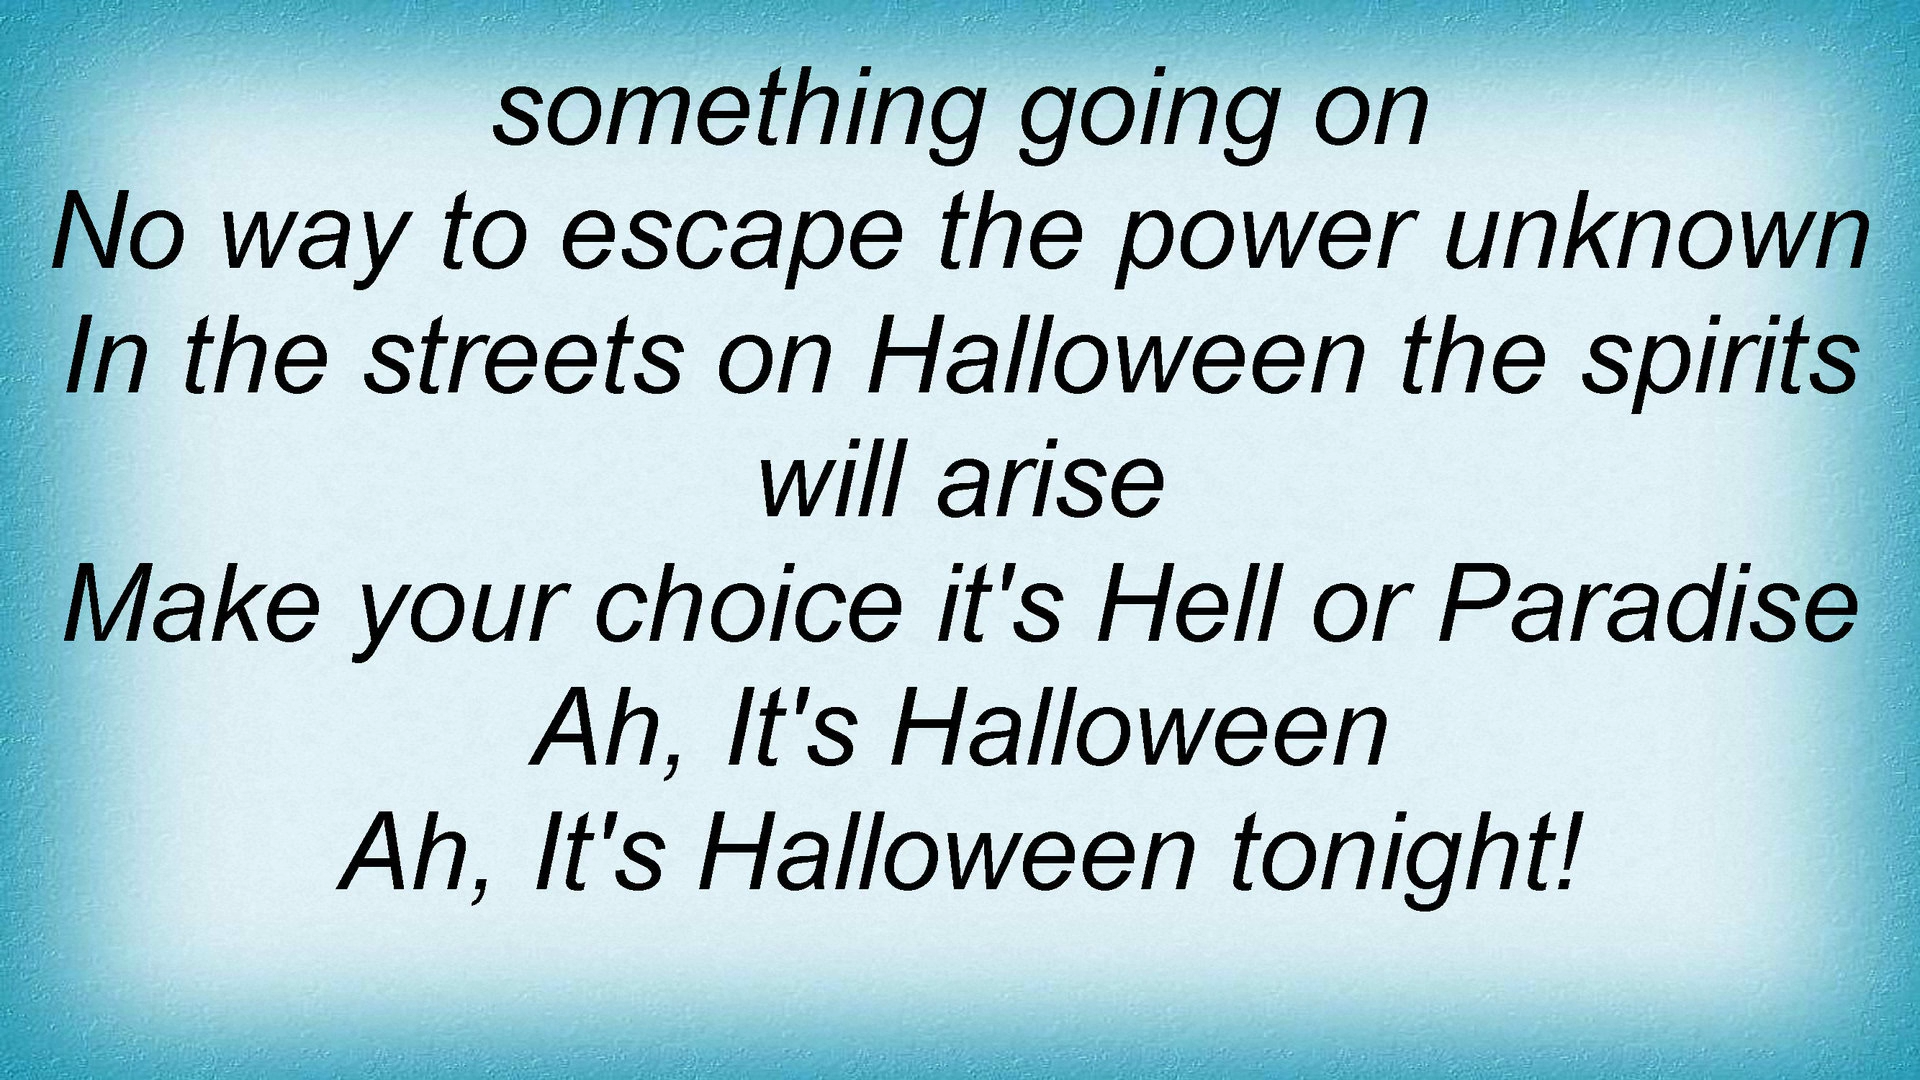 something going on
No way to escape the power unknown
In the streets on Halloween the spirits
will arise
Make your choice it's Hell or Paradise
Ah, It's Halloween
Ah, It's Halloween tonight!